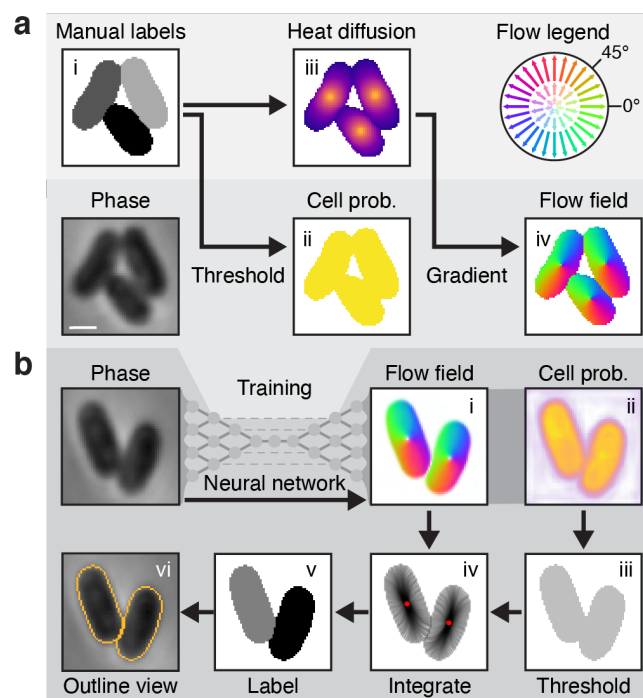 a
Manual labels
Heat diffusion
Flow legend
i
iii
45°
0°
Phase
Cell prob.
Flow field
ii
iv
Threshold
Gradient
b
Phase
Training
Flow field
Cell prob.
i
ii
Neural network
vi
v
iv
iii
Outline view
Label
Integrate
Threshold